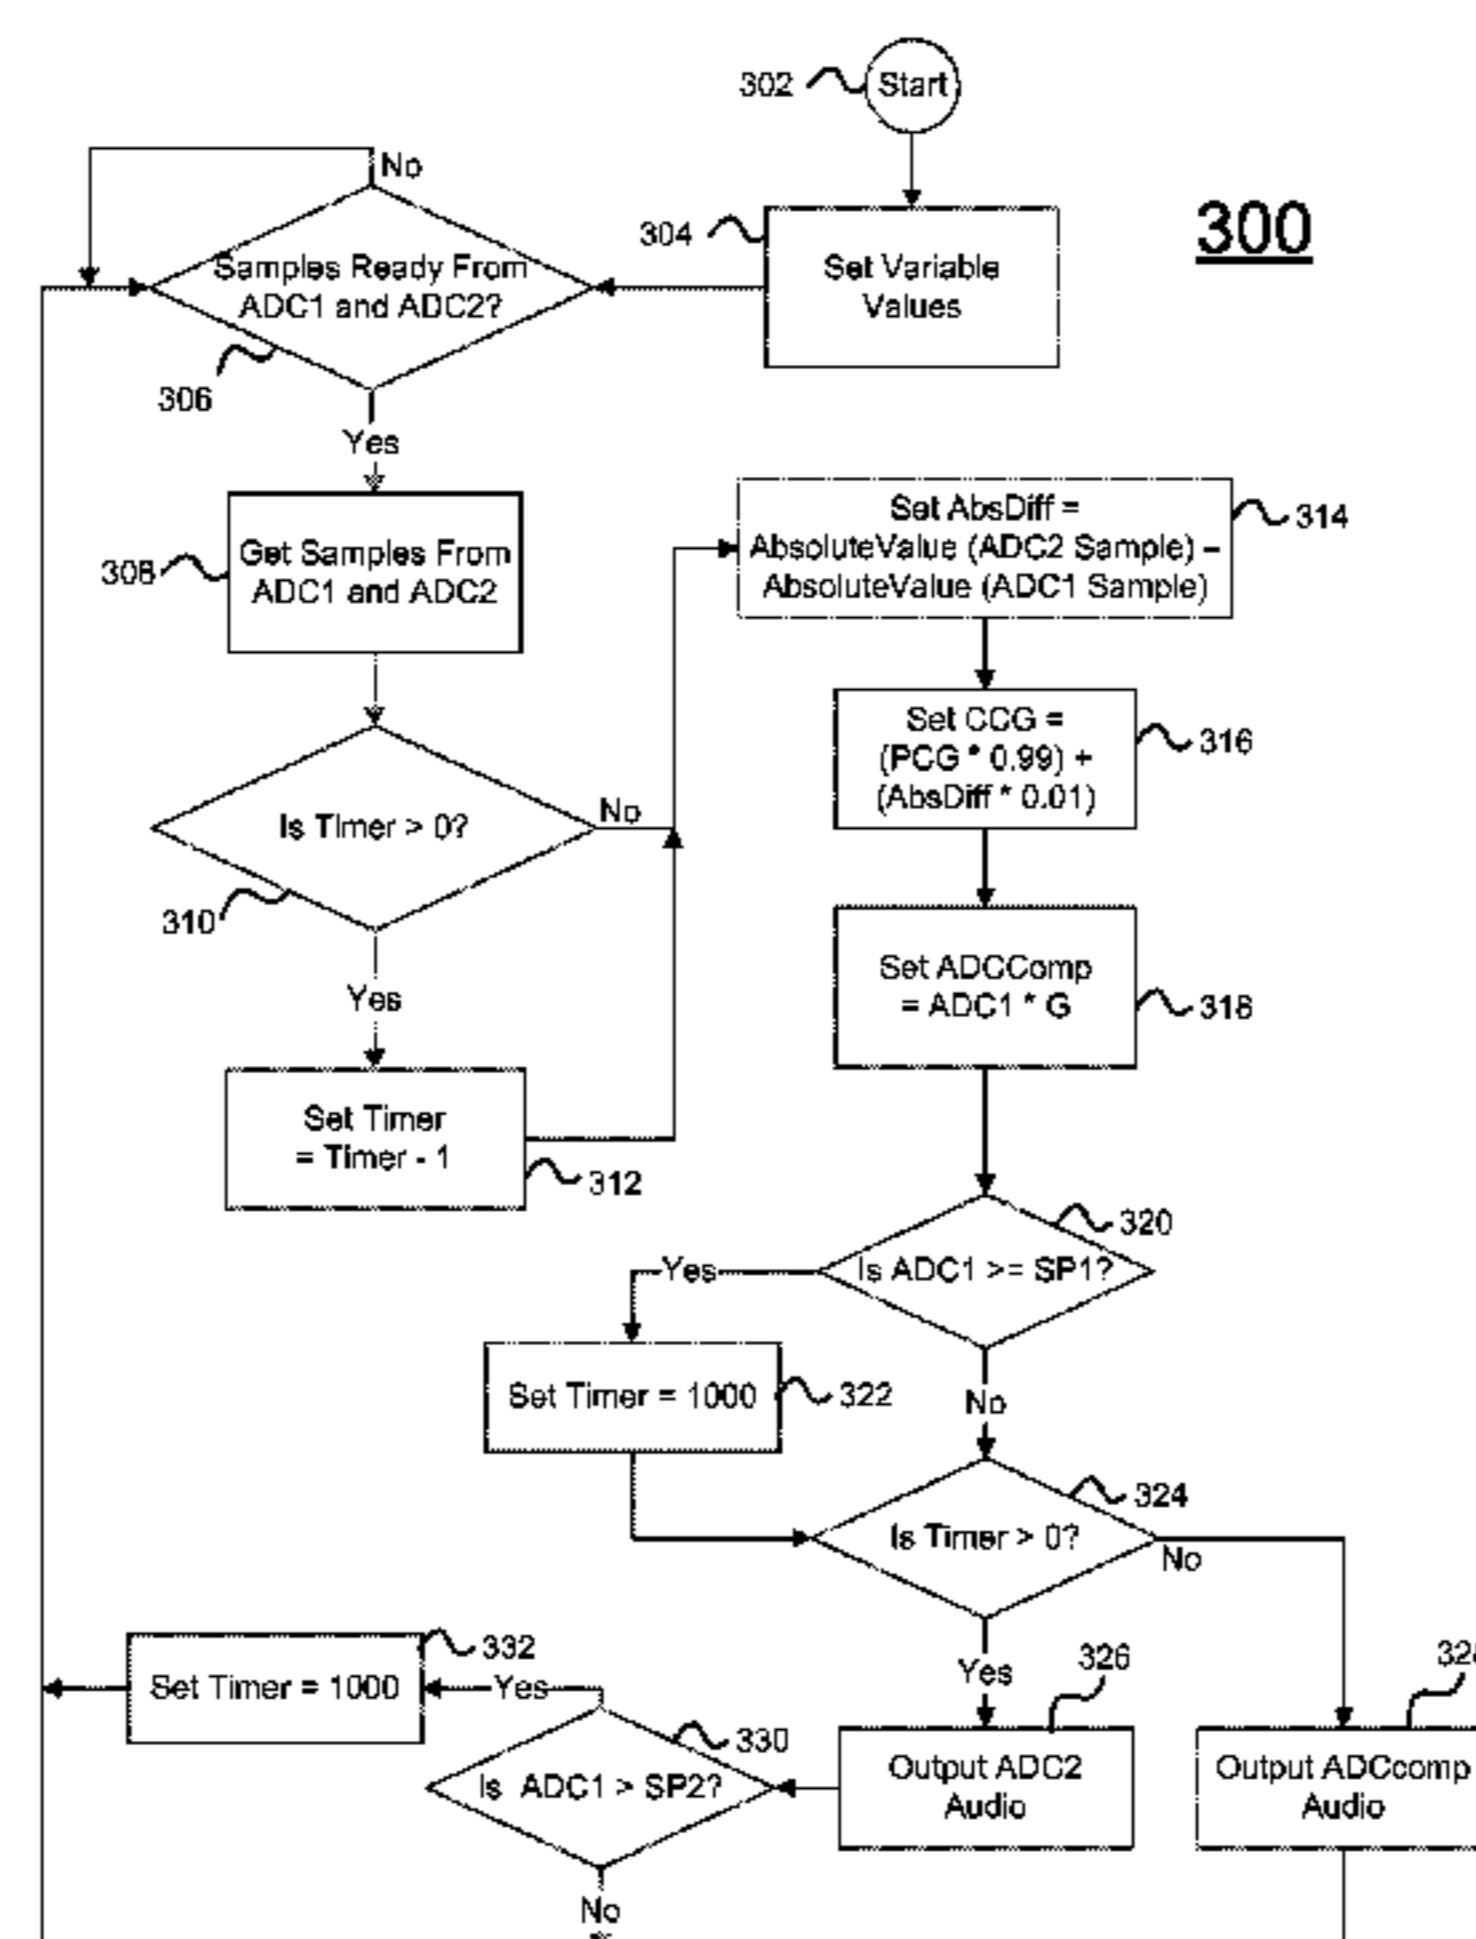 302
Start
300
No
304
Set Variable
Values
Samples Ready From
ADC1 and ADC2?
306
Yes
308
Get Samples From
ADC1 and ADC2
Set AbsDiff =
AbsoluteValue (ADC2 Sample) –
AbsoluteValue (ADC1 Sample)
314
Set CCG =
(PCG * 0.99) +
(AbsDiff * 0.01)
316
Is Timer > 0?
No
310
Yes
Set ADCComp
= ADC1 * G
318
Set Timer
= Timer - 1
312
320
Is ADC1 >= SP1?
Yes
Set Timer = 1000
322
No
324
Is Timer > 0?
No
Yes
326
332
Set Timer = 1000
Yes
330
Is ADC1 > SP2?
Output ADC2
Audio
Output ADCcomp
Audio
No